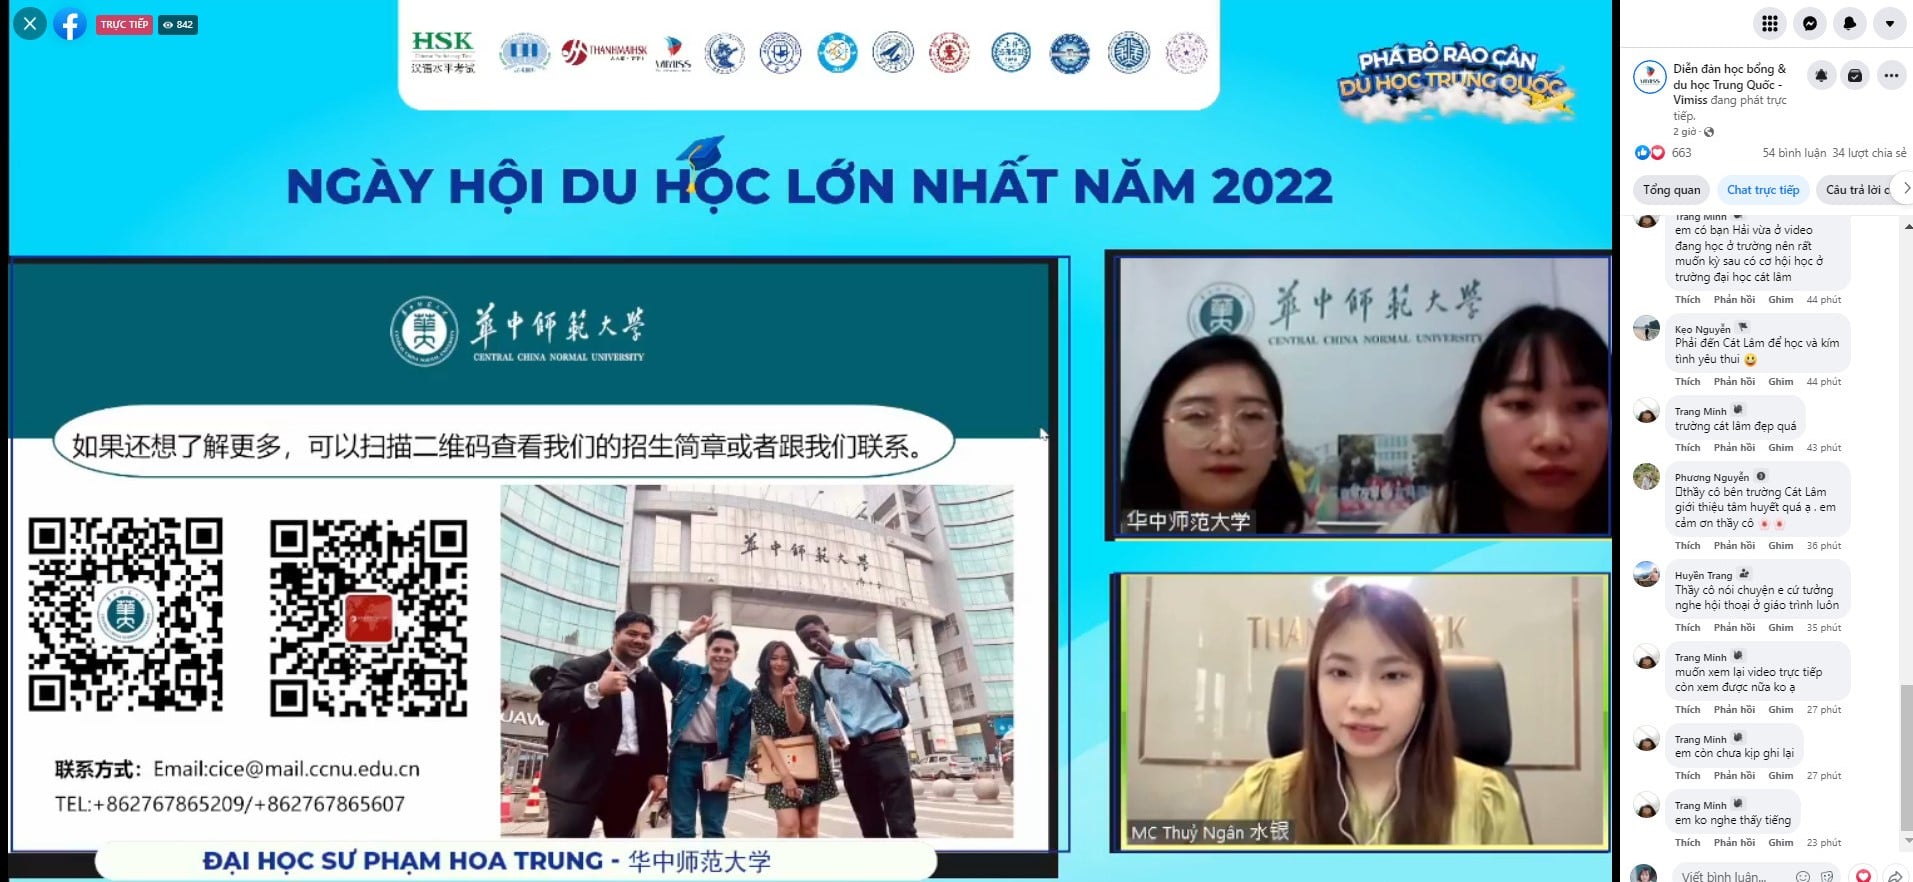 TRỰC TIẾP
842
HSK
汉语水平考试
THANHMAIHSK
VIMISS
PHÁ BỎ RÀO CẢN
DU HỌC TRUNG QUỐC
NGÀY HỘI DU HỌC LỚN NHẤT NĂM 2022
華中師範大學
CENTRAL CHINA NORMAL UNIVERSITY
如果还想了解更多，可以扫描二维码查看我们的招生简章或者跟我们联系。
華中師範大學
联系方式：Email:cice@mail.ccnu.edu.cn
TEL:+862767865209/+862767865607
ĐẠI HỌC SƯ PHẠM HOA TRUNG - 华中师范大学
華中師範大學
CENTRAL CHINA NORMAL UNIVERSITY
华中师范大学
MC Thuỷ Ngân 水银
Diễn đàn học bổng &
du học Trung Quốc -
Vimiss đang phát trực
tiếp.
2 giờ ·
663
54 bình luận 34 lượt chia sẻ
Tổng quan
Chat trực tiếp
Câu trả lời c
Trang Minh
em có bạn Hải vừa ở video
đang học ở trường nên rất
muốn kỳ sau có cơ hội học ở
trường đại học cát lâm
Thích Phản hồi Ghim 44 phút
Kẹo Nguyễn
Phải đến Cát Lâm để học và kím
tình yêu thui 😃
Thích Phản hồi Ghim 44 phút
Trang Minh
trường cát lâm đẹp quá
Thích Phản hồi Ghim 43 phút
Phương Nguyễn
thầy cô bên trường Cát Lâm
giới thiệu tâm huyết quá ạ . em
cảm ơn thầy cô
Thích Phản hồi Ghim 36 phút
Huyền Trang
Thầy cô nói chuyện e cứ tưởng
nghe hội thoại ở giáo trình luôn
Thích Phản hồi Ghim 35 phút
Trang Minh
muốn xem lại video trực tiếp
còn xem được nữa ko ạ
Thích Phản hồi Ghim 27 phút
Trang Minh
em còn chưa kịp ghi lại
Thích Phản hồi Ghim 27 phút
Trang Minh
em ko nghe thấy tiếng
Thích Phản hồi Ghim 23 phút
Viết bình luận...